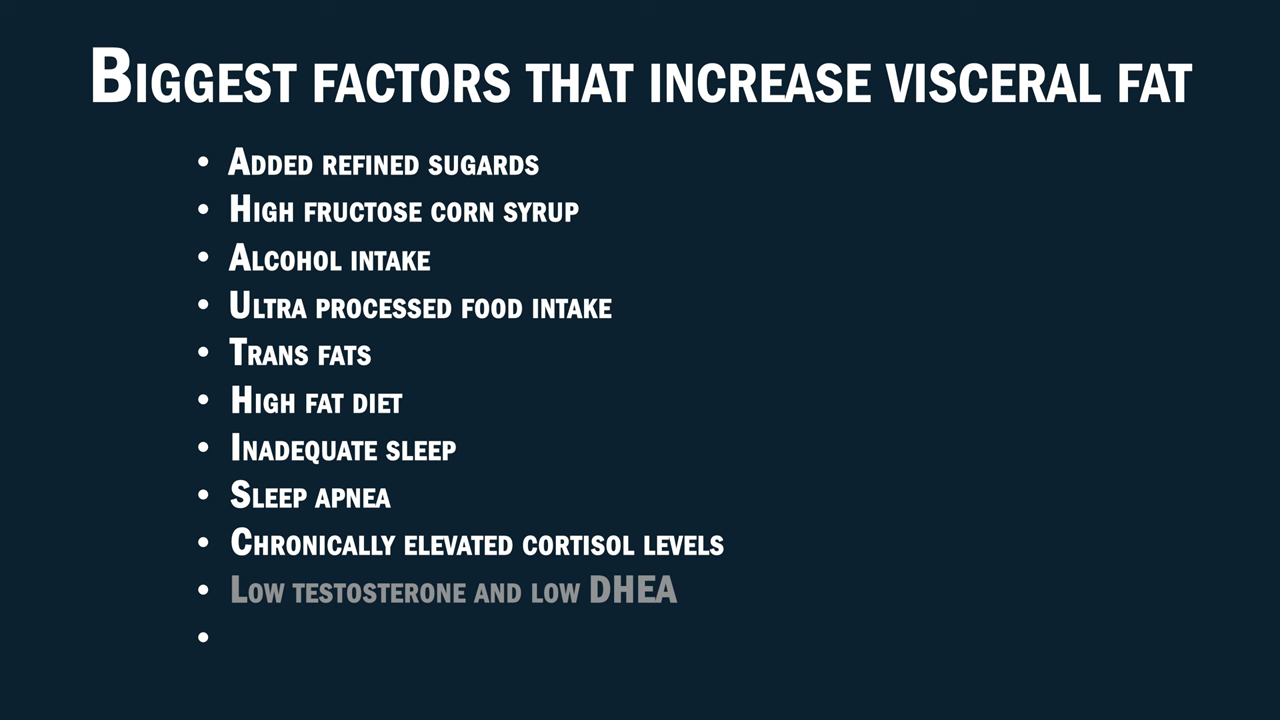 Biggest factors that increase visceral fat
• Added refined sugards
• High fructose corn syrup
• Alcohol intake
• Ultra processed food intake
• Trans fats
• High fat diet
• Inadequate sleep
• Sleep apnea
• Chronically elevated cortisol levels
• Low testosterone and low DHEA
•